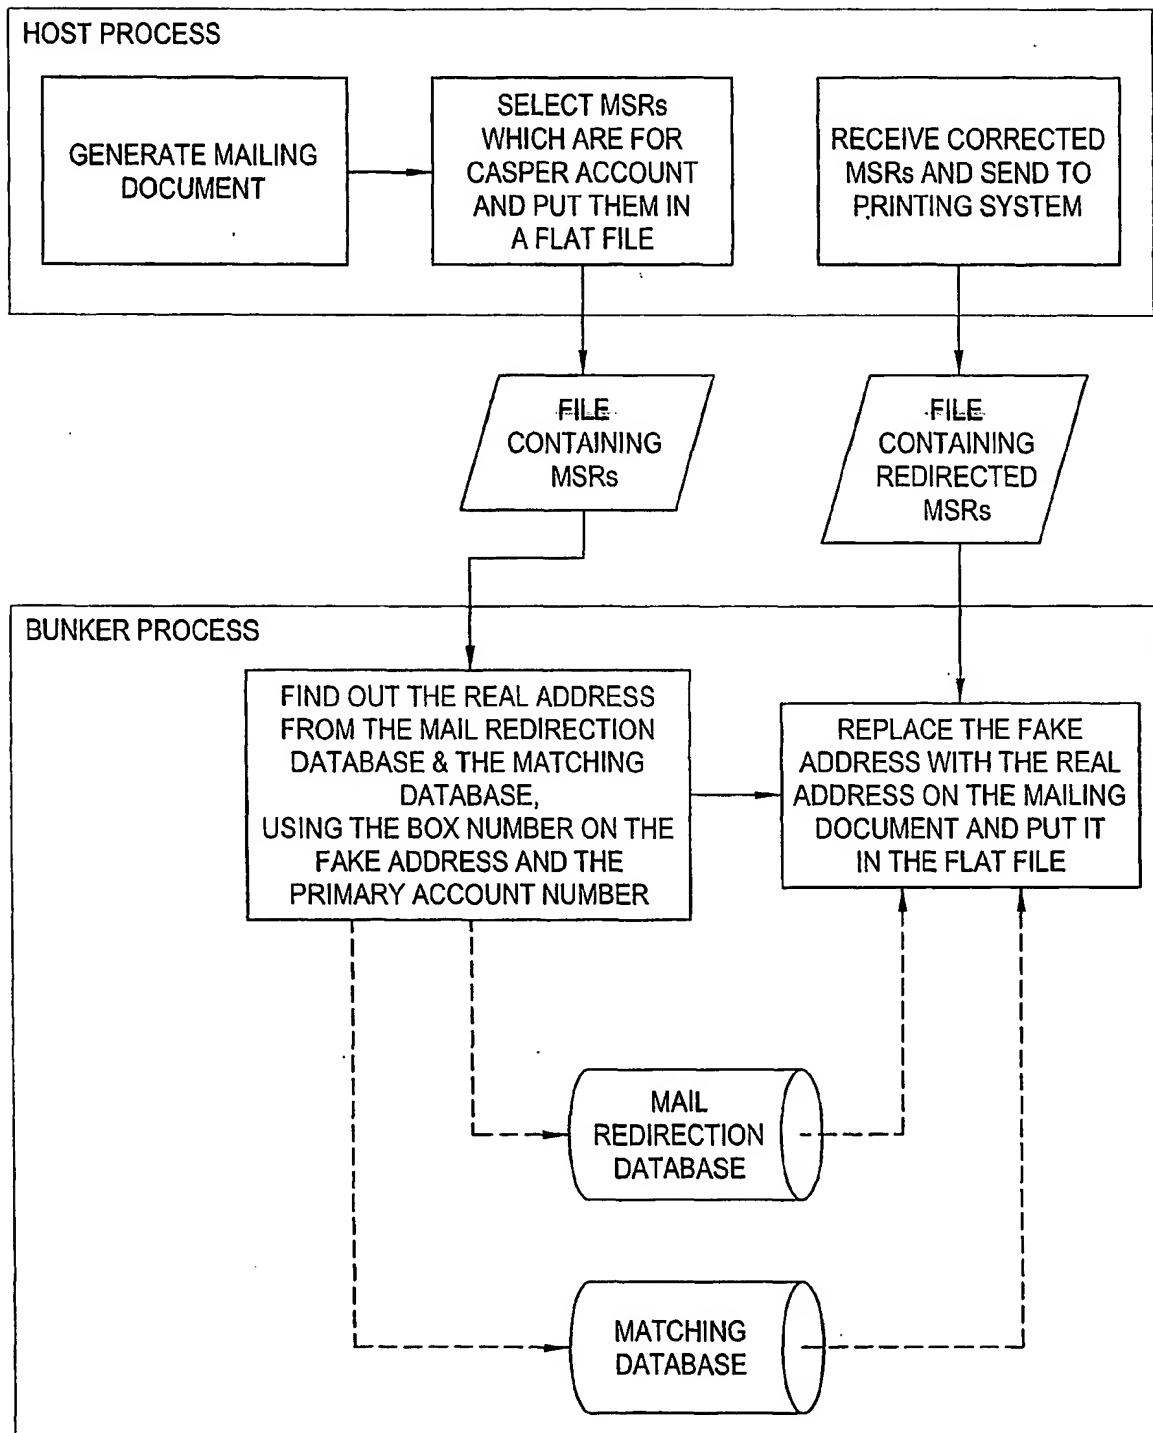 HOST PROCESS
GENERATE MAILING
DOCUMENT
SELECT MSRs
WHICH ARE FOR
CASPER ACCOUNT
AND PUT THEM IN
A FLAT FILE
RECEIVE CORRECTED
MSRs AND SEND TO
PRINTING SYSTEM
FILE
CONTAINING
MSRs
FILE
CONTAINING
REDIRECTED
MSRs
BUNKER PROCESS
FIND OUT THE REAL ADDRESS
FROM THE MAIL REDIRECTION
DATABASE & THE MATCHING
DATABASE,
USING THE BOX NUMBER ON THE
FAKE ADDRESS AND THE
PRIMARY ACCOUNT NUMBER
REPLACE THE FAKE
ADDRESS WITH THE REAL
ADDRESS ON THE MAILING
DOCUMENT AND PUT IT
IN THE FLAT FILE
MAIL
REDIRECTION
DATABASE
MATCHING
DATABASE